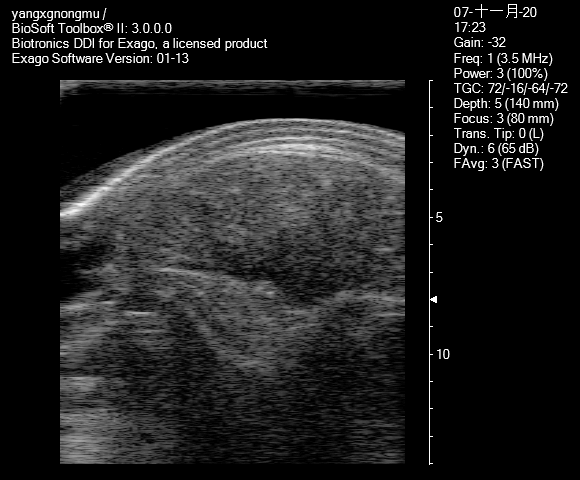 yangxgnongmu /
BioSoft Toolbox® II: 3.0.0.0
Biotronics DDI for Exago, a licensed product
Exago Software Version: 01-13
07-十一月-20
17:23
Gain: -32
Freq: 1 (3.5 MHz)
Power: 3 (100%)
TGC: 72/-16/-64/-72
Depth: 5 (140 mm)
Focus: 3 (80 mm)
Trans. Tip: 0 (L)
Dyn.: 6 (65 dB)
FAvg: 3 (FAST)
5
10